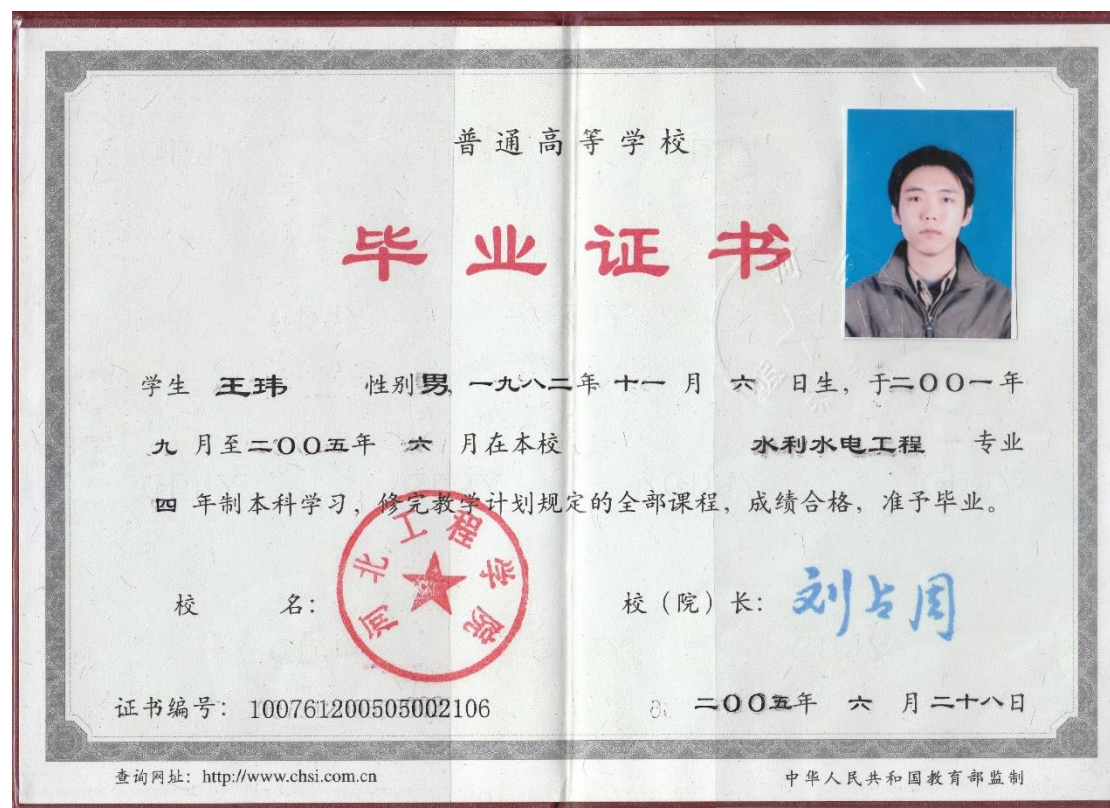 普通高等学校
毕业证书
学生 王玮 性别男, 一九八二年 十一 月 六 日生, 于二〇〇一年
九 月至二〇〇五年 六 月在本校 水利水电工程 专业
四 年制本科学习, 修完教学计划规定的全部课程, 成绩合格, 准予毕业。
河北工程学院
校 名: 校 (院) 长: 刘占周
证书编号: 100761200505002106 二〇〇五年 六 月 二十八日
查询网址: http://www.chsi.com.cn 中华人民共和国教育部监制